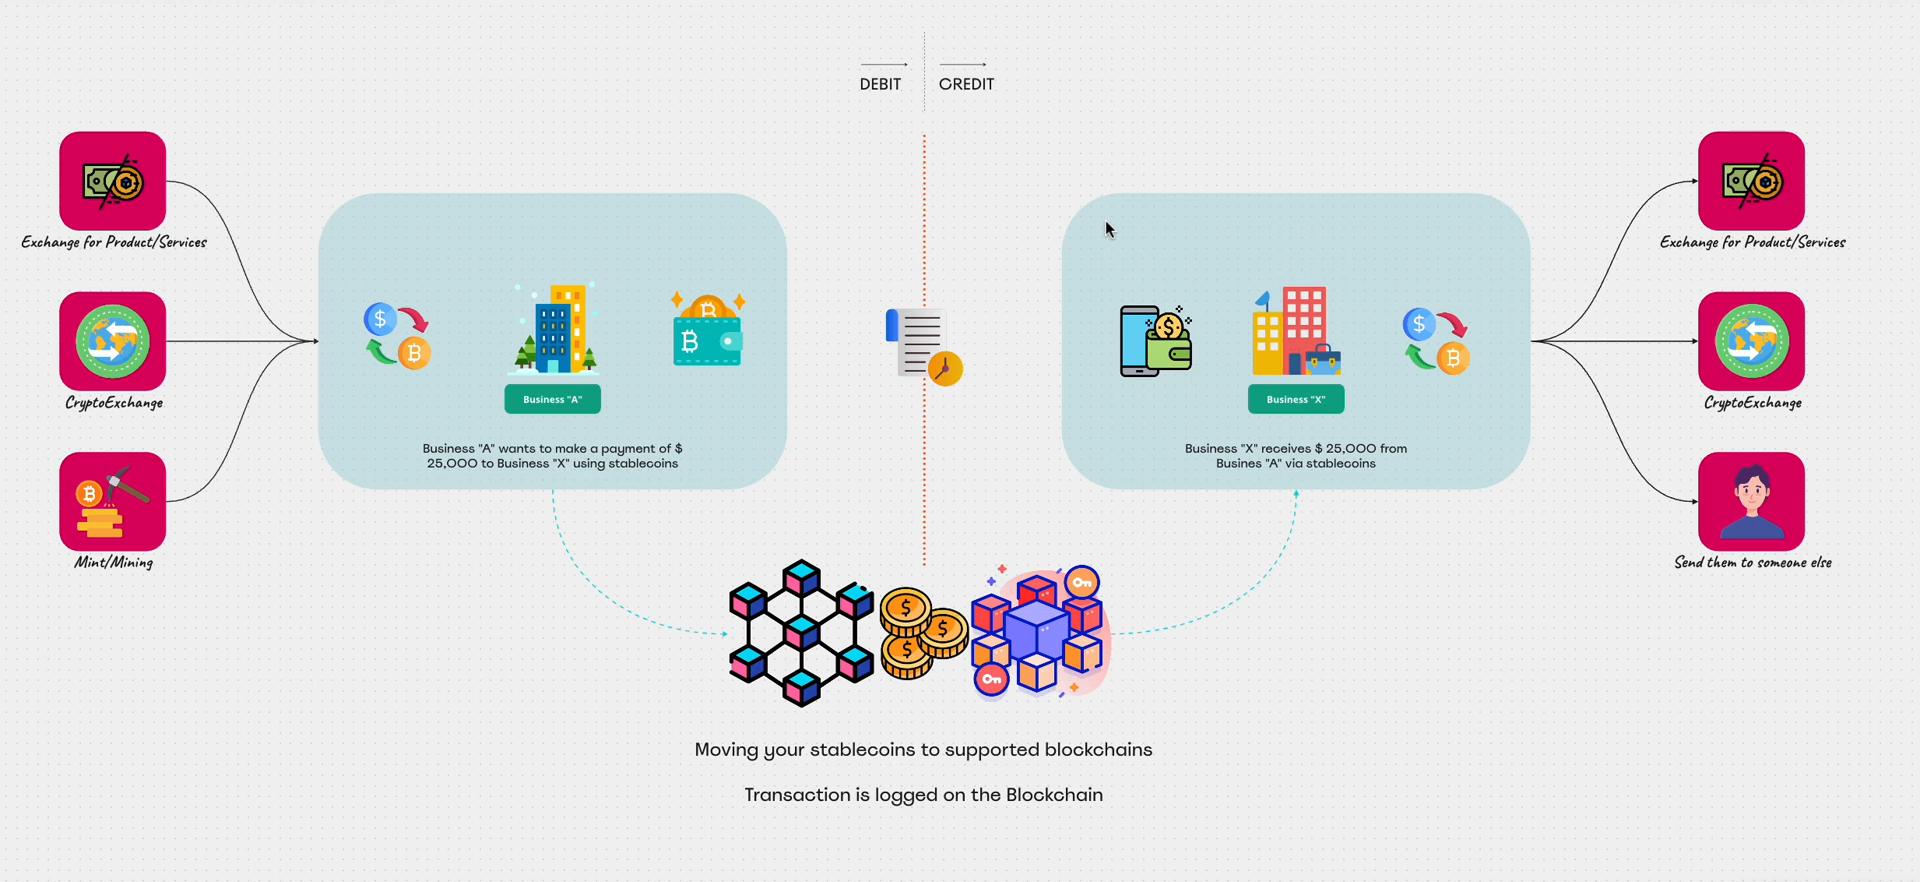 DEBIT
CREDIT
Exchange for Product/Services
CryptoExchange
Mint/Mining
Business "A"
Business "A" wants to make a payment of $
25,000 to Business "X" using stablecoins
Business "X"
Business "X" receives $ 25,000 from
Busines "A" via stablecoins
Exchange for Product/Services
CryptoExchange
Send them to someone else
Moving your stablecoins to supported blockchains
Transaction is logged on the Blockchain